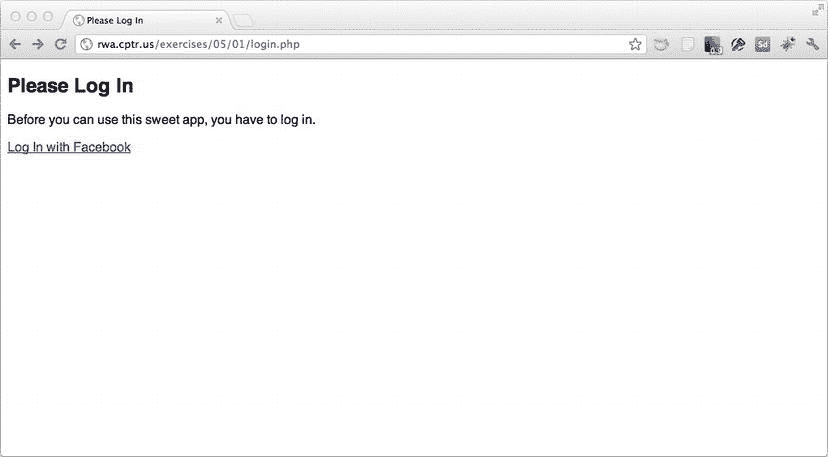 Please Log In
rwa.cptr.us/exercises/05/01/login.php
Sd
Please Log In
Before you can use this sweet app, you have to log in.
Log In with Facebook